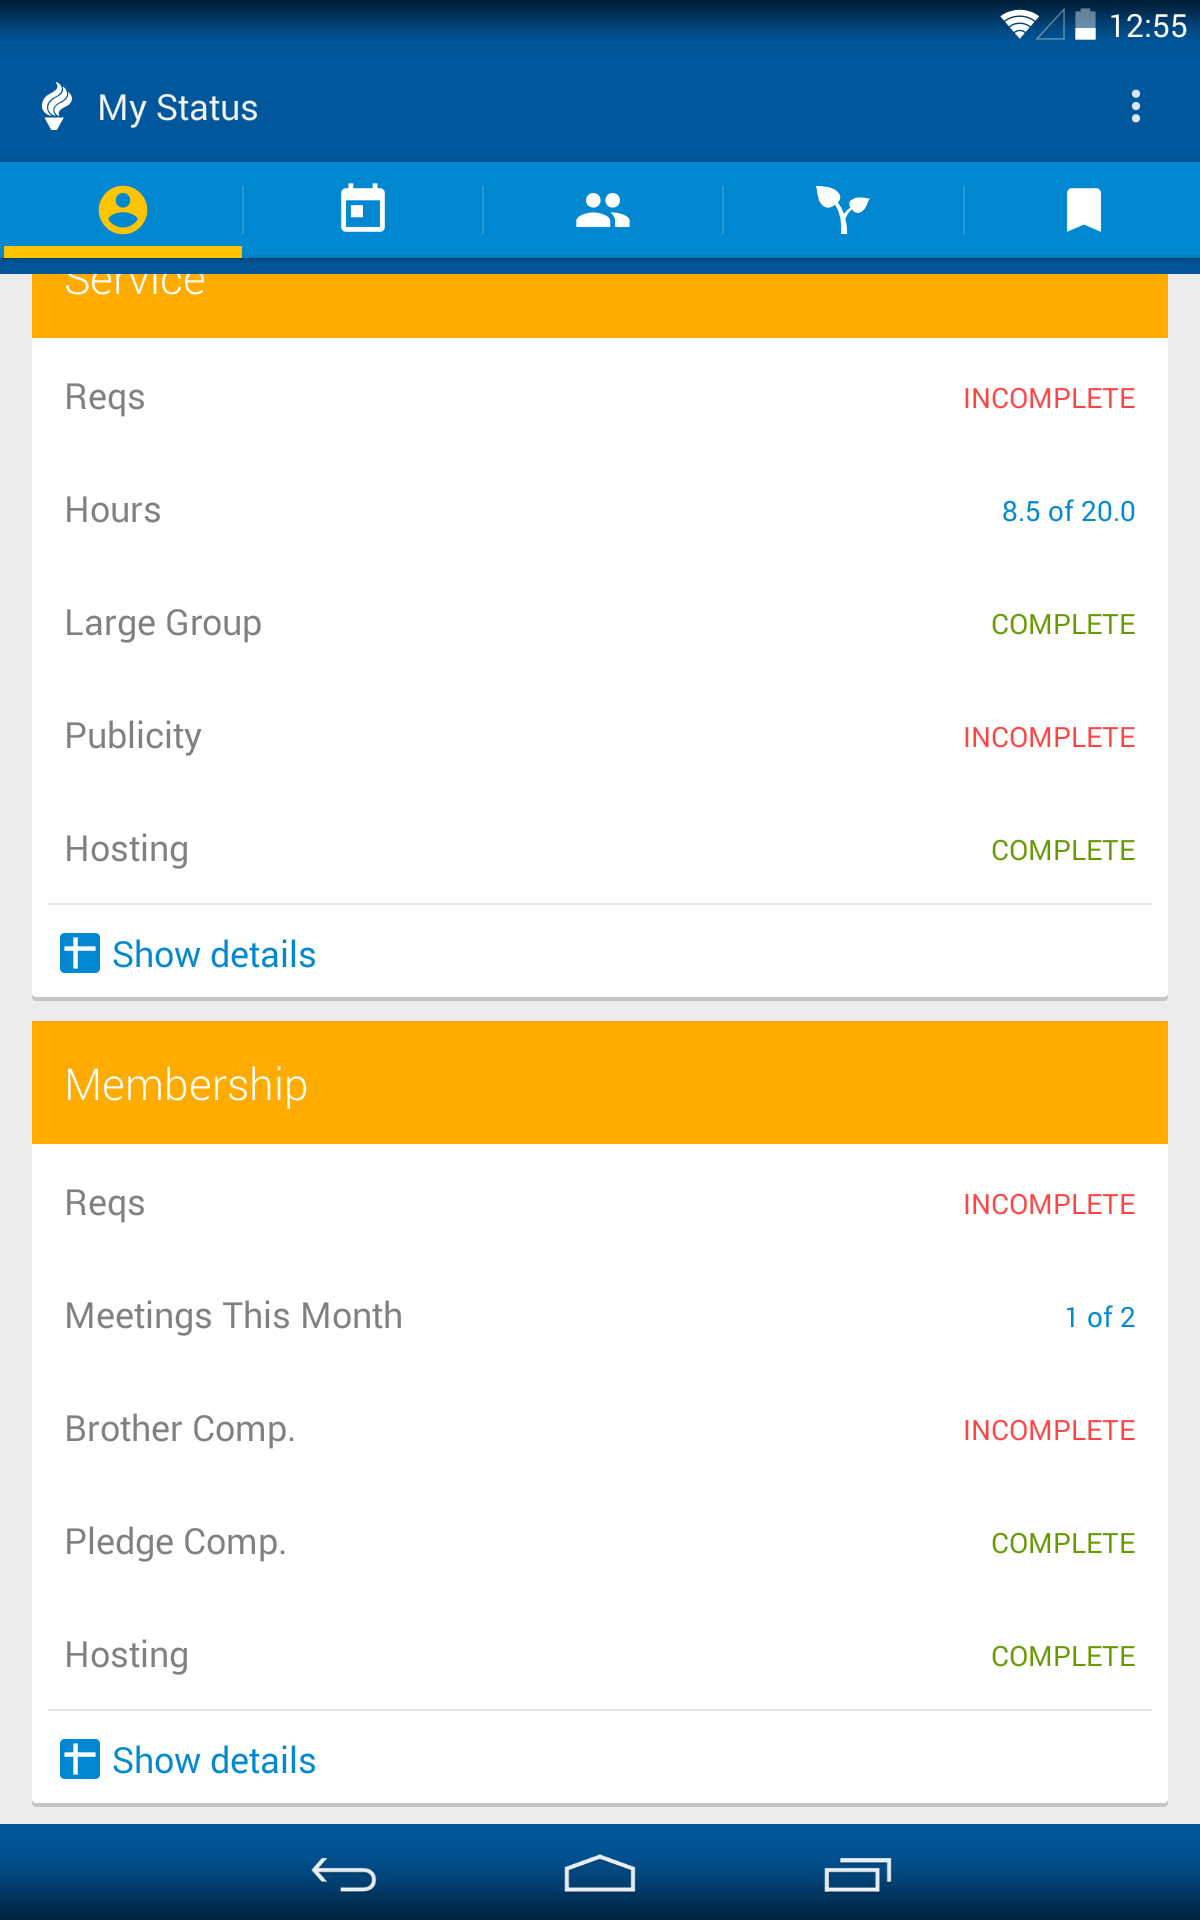 12:55
My Status
Service
Reqs INCOMPLETE
Hours 8.5 of 20.0
Large Group COMPLETE
Publicity INCOMPLETE
Hosting COMPLETE
Show details
Membership
Reqs INCOMPLETE
Meetings This Month 1 of 2
Brother Comp. INCOMPLETE
Pledge Comp. COMPLETE
Hosting COMPLETE
Show details